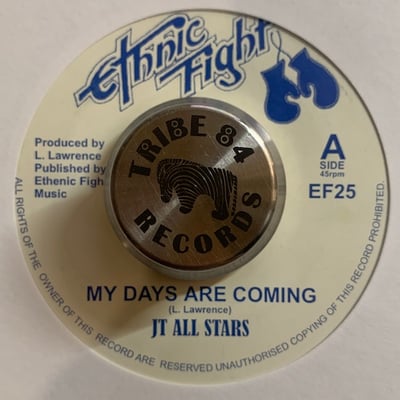 Ethnic
Fight
Produced by
L. Lawrence
Published by
Ethenic Figh
Music
A
SIDE
45rpm
EF25
TRIBE 84
RECORDS
MY DAYS ARE COMING
(L. Lawrence)
JT ALL STARS
ALL RIGHTS OF THE OWNER OF THIS RECORD ARE RESERVED UNAUTHORISED COPYING OF THIS RECORD PROHIBITED.